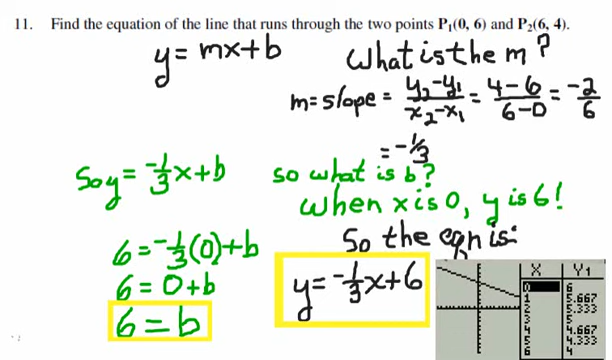 11. Find the equation of the line that runs through the two points P₁(0, 6) and P₂(6, 4).
y = mx+b
What is the m?
m=slope = y₂-y₁/x₂-x₁ = 4-6/6-0 = -2/6
= -1/3
So y = -1/3x+b
so what is b?
when x is 0, y is 6!
6 = -1/3(0)+b
6 = 0+b
6 = b
So the eqn is:
y = -1/3x+6
X Y₁
0 6
1 5.667
2 5.333
3 5
4 4.667
5 4.333
6 4